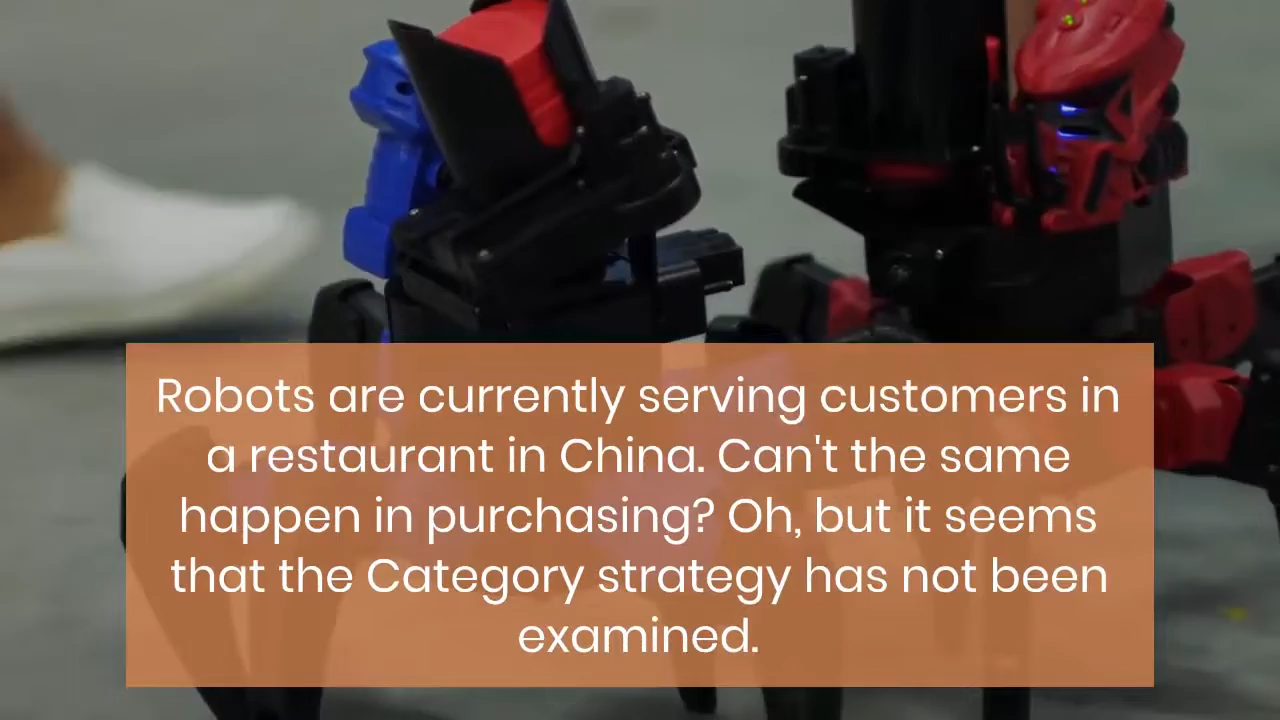 Robots are currently serving customers in
a restaurant in China. Can't the same
happen in purchasing? Oh, but it seems
that the Category strategy has not been
examined.